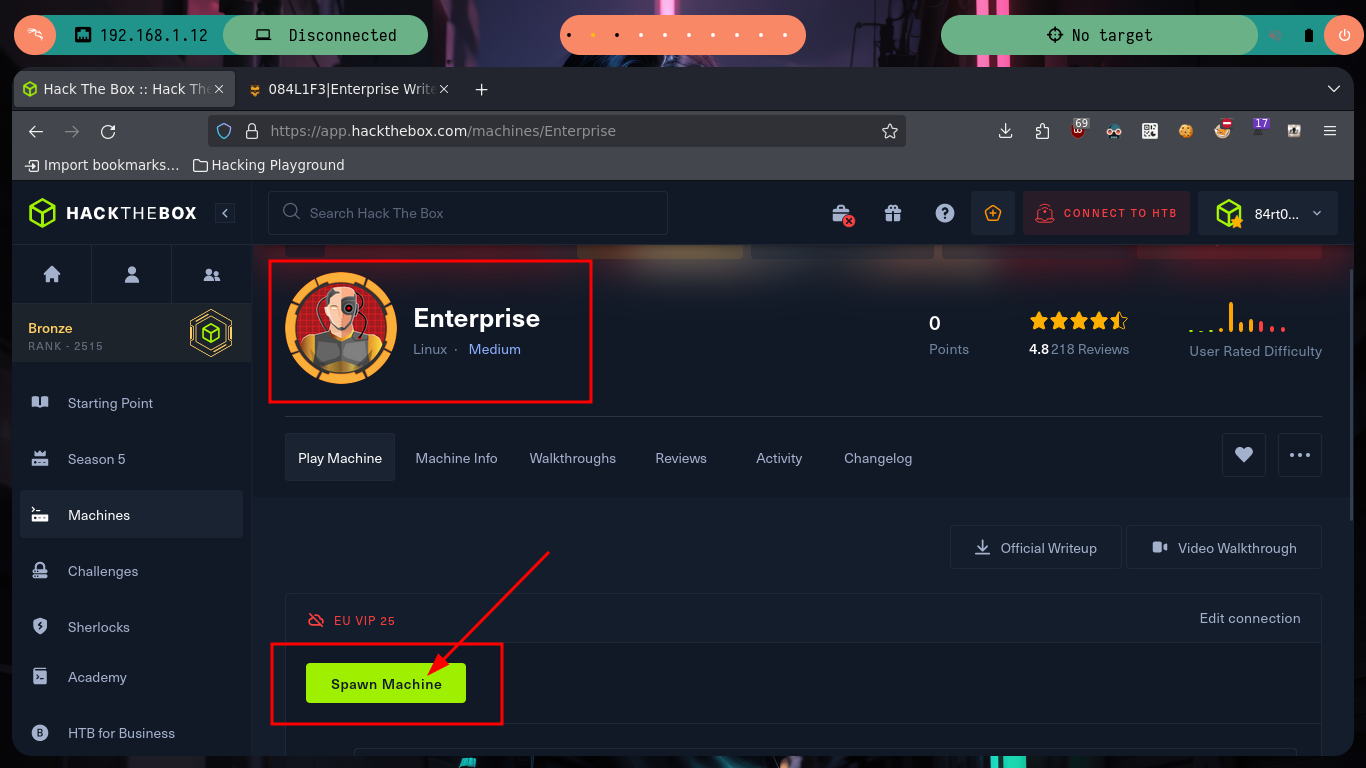 192.168.1.12
Disconnected
No target
Hack The Box :: Hack The
084L1F3|Enterprise Write
https://app.hackthebox.com/machines/Enterprise
69
17
Import bookmarks...
Hacking Playground
HACKTHEBOX
Search Hack The Box
CONNECT TO HTB
84rt0...
Bronze
RANK - 2515
Enterprise
Linux · Medium
0
Points
4.8 218 Reviews
User Rated Difficulty
Starting Point
Season 5
Machines
Challenges
Sherlocks
Academy
HTB for Business
Play Machine
Machine Info
Walkthroughs
Reviews
Activity
Changelog
Official Writeup
Video Walkthrough
EU VIP 25
Edit connection
Spawn Machine